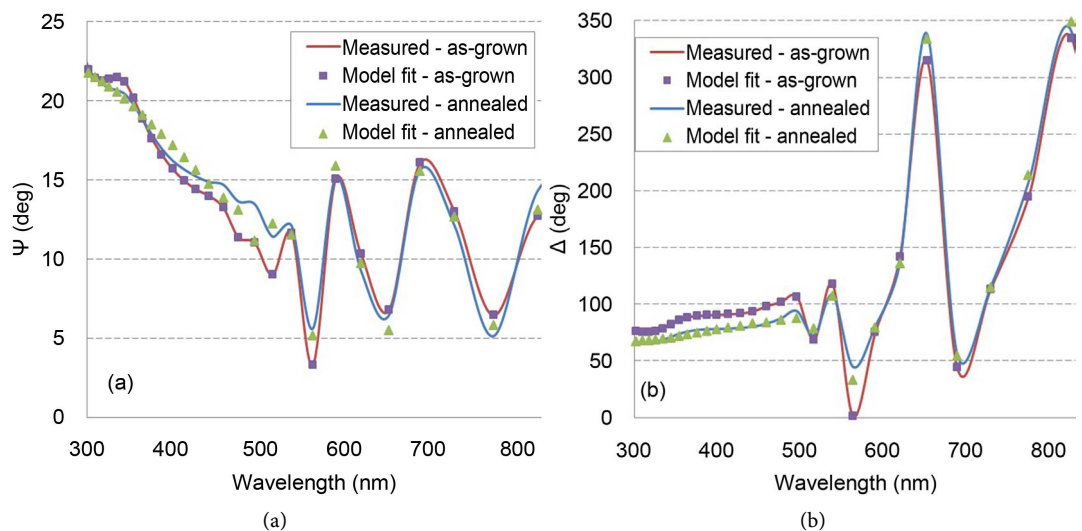 25
20
15
10
5
0
Ψ (deg)
Measured - as-grown
Model fit - as-grown
Measured - annealed
Model fit - annealed
(a)
300 400 500 600 700 800
Wavelength (nm)
(a)
350
300
250
200
150
100
50
0
Δ (deg)
Measured - as-grown
Model fit - as-grown
Measured - annealed
Model fit - annealed
(b)
300 400 500 600 700 800
Wavelength (nm)
(b)